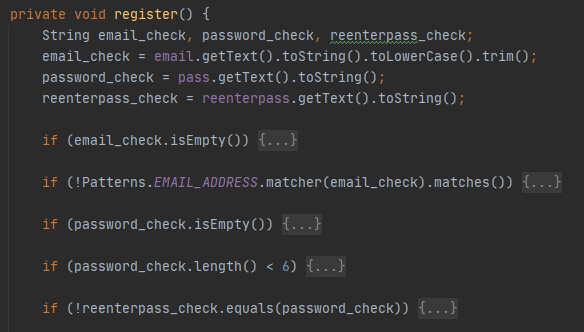 private void register() {
String email_check, password_check, reenterpass_check;
email_check = email.getText().toString().toLowerCase().trim();
password_check = pass.getText().toString();
reenterpass_check = reenterpass.getText().toString();
if (email_check.isEmpty()) {...}
if (!Patterns.EMAIL_ADDRESS.matcher(email_check).matches()) {...}
if (password_check.isEmpty()) {...}
if (password_check.length() < 6) {...}
if (!reenterpass_check.equals(password_check)) {...}